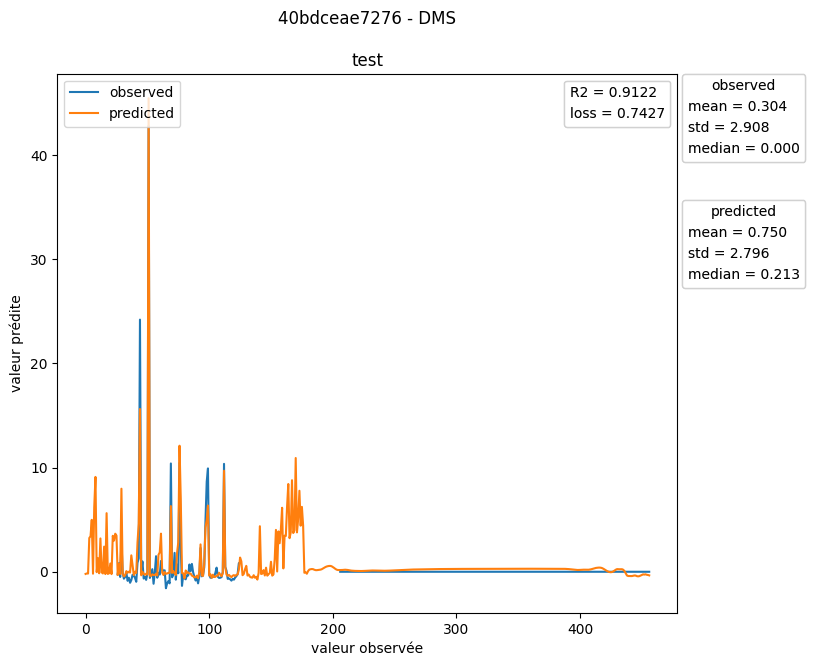 40bdceae7276 - DMS
test
observed
predicted
R2 = 0.9122
loss = 0.7427
observed
mean = 0.304
std = 2.908
median = 0.000
predicted
mean = 0.750
std = 2.796
median = 0.213
valeur prédite
40
30
20
10
0
0 100 200 300 400
valeur observée